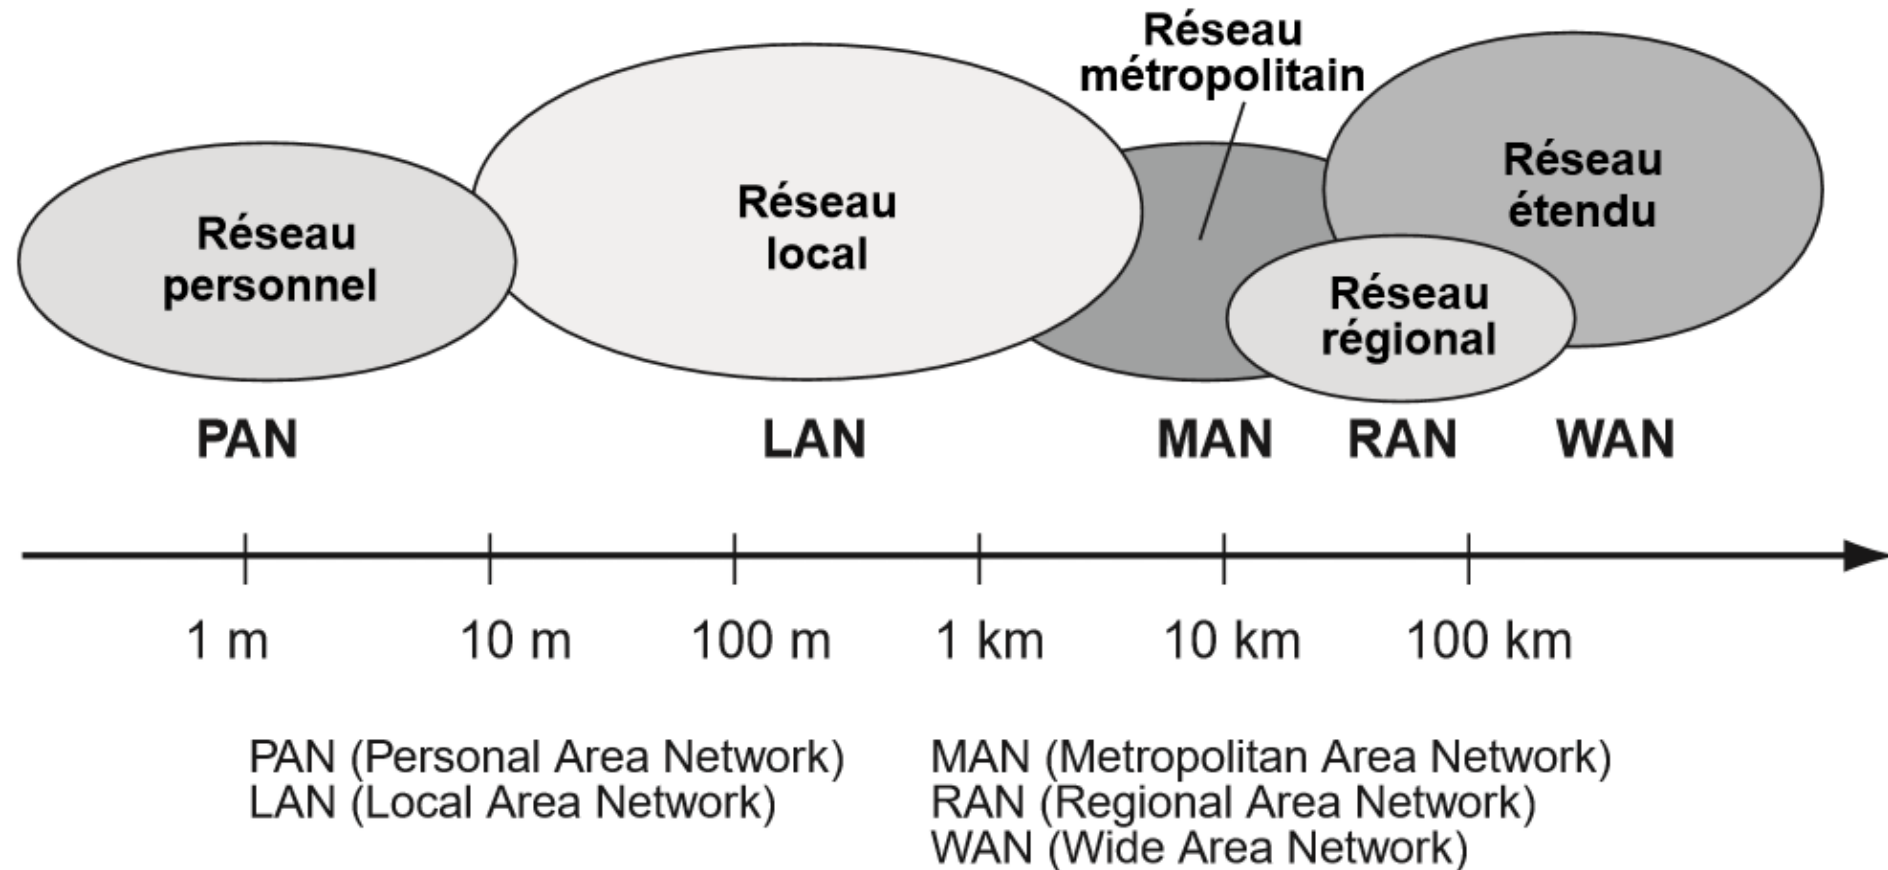 Réseau
métropolitain
Réseau
personnel
Réseau
local
Réseau
étendu
Réseau
régional
PAN
LAN
MAN
RAN
WAN
1 m
10 m
100 m
1 km
10 km
100 km
PAN (Personal Area Network)
LAN (Local Area Network)
MAN (Metropolitan Area Network)
RAN (Regional Area Network)
WAN (Wide Area Network)